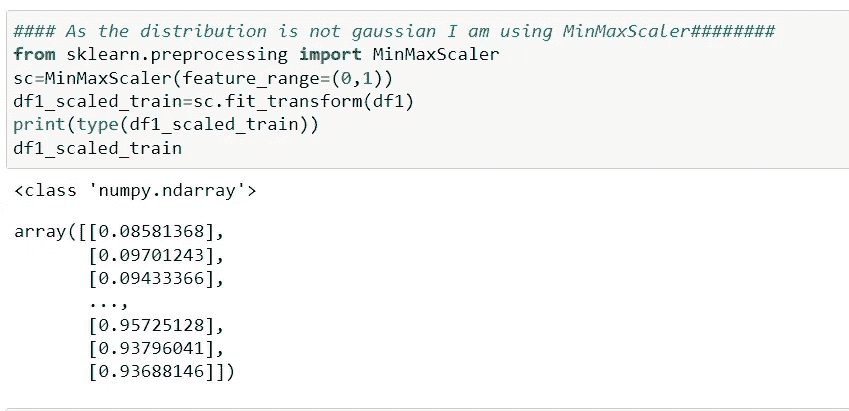 #### As the distribution is not gaussian I am using MinMaxScaler########
from sklearn.preprocessing import MinMaxScaler
sc=MinMaxScaler(feature_range=(0,1))
df1_scaled_train=sc.fit_transform(df1)
print(type(df1_scaled_train))
df1_scaled_train
<class 'numpy.ndarray'>
array([[0.08581368],
       [0.09701243],
       [0.09433366],
       ...,
       [0.95725128],
       [0.93796041],
       [0.93688146]])